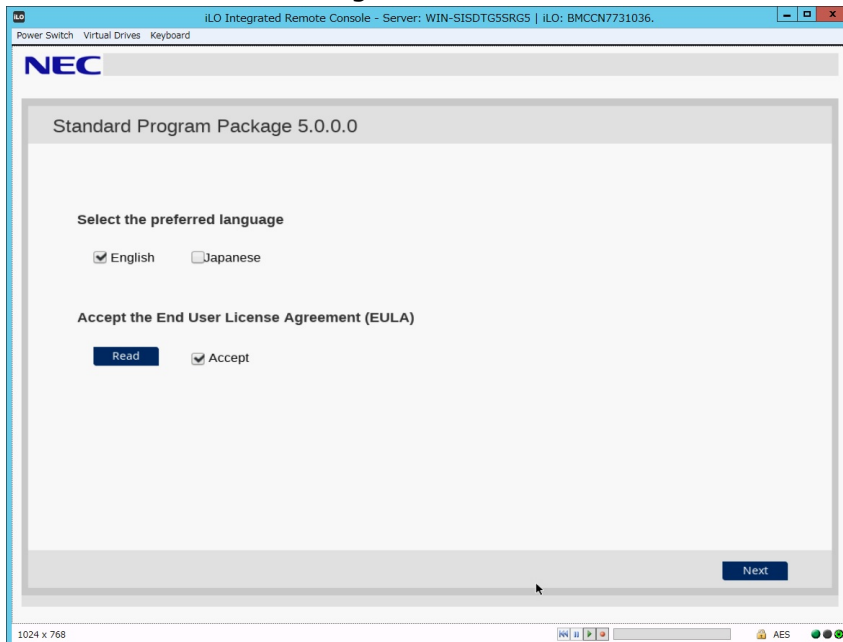 iLO
iLO Integrated Remote Console - Server: WIN-SISDTG5SRG5 | iLO: BMCCN7731036.
Power Switch Virtual Drives Keyboard
NEC
Standard Program Package 5.0.0.0
Select the preferred language
English Japanese
Accept the End User License Agreement (EULA)
Read Accept
Next
1024 x 768 AES